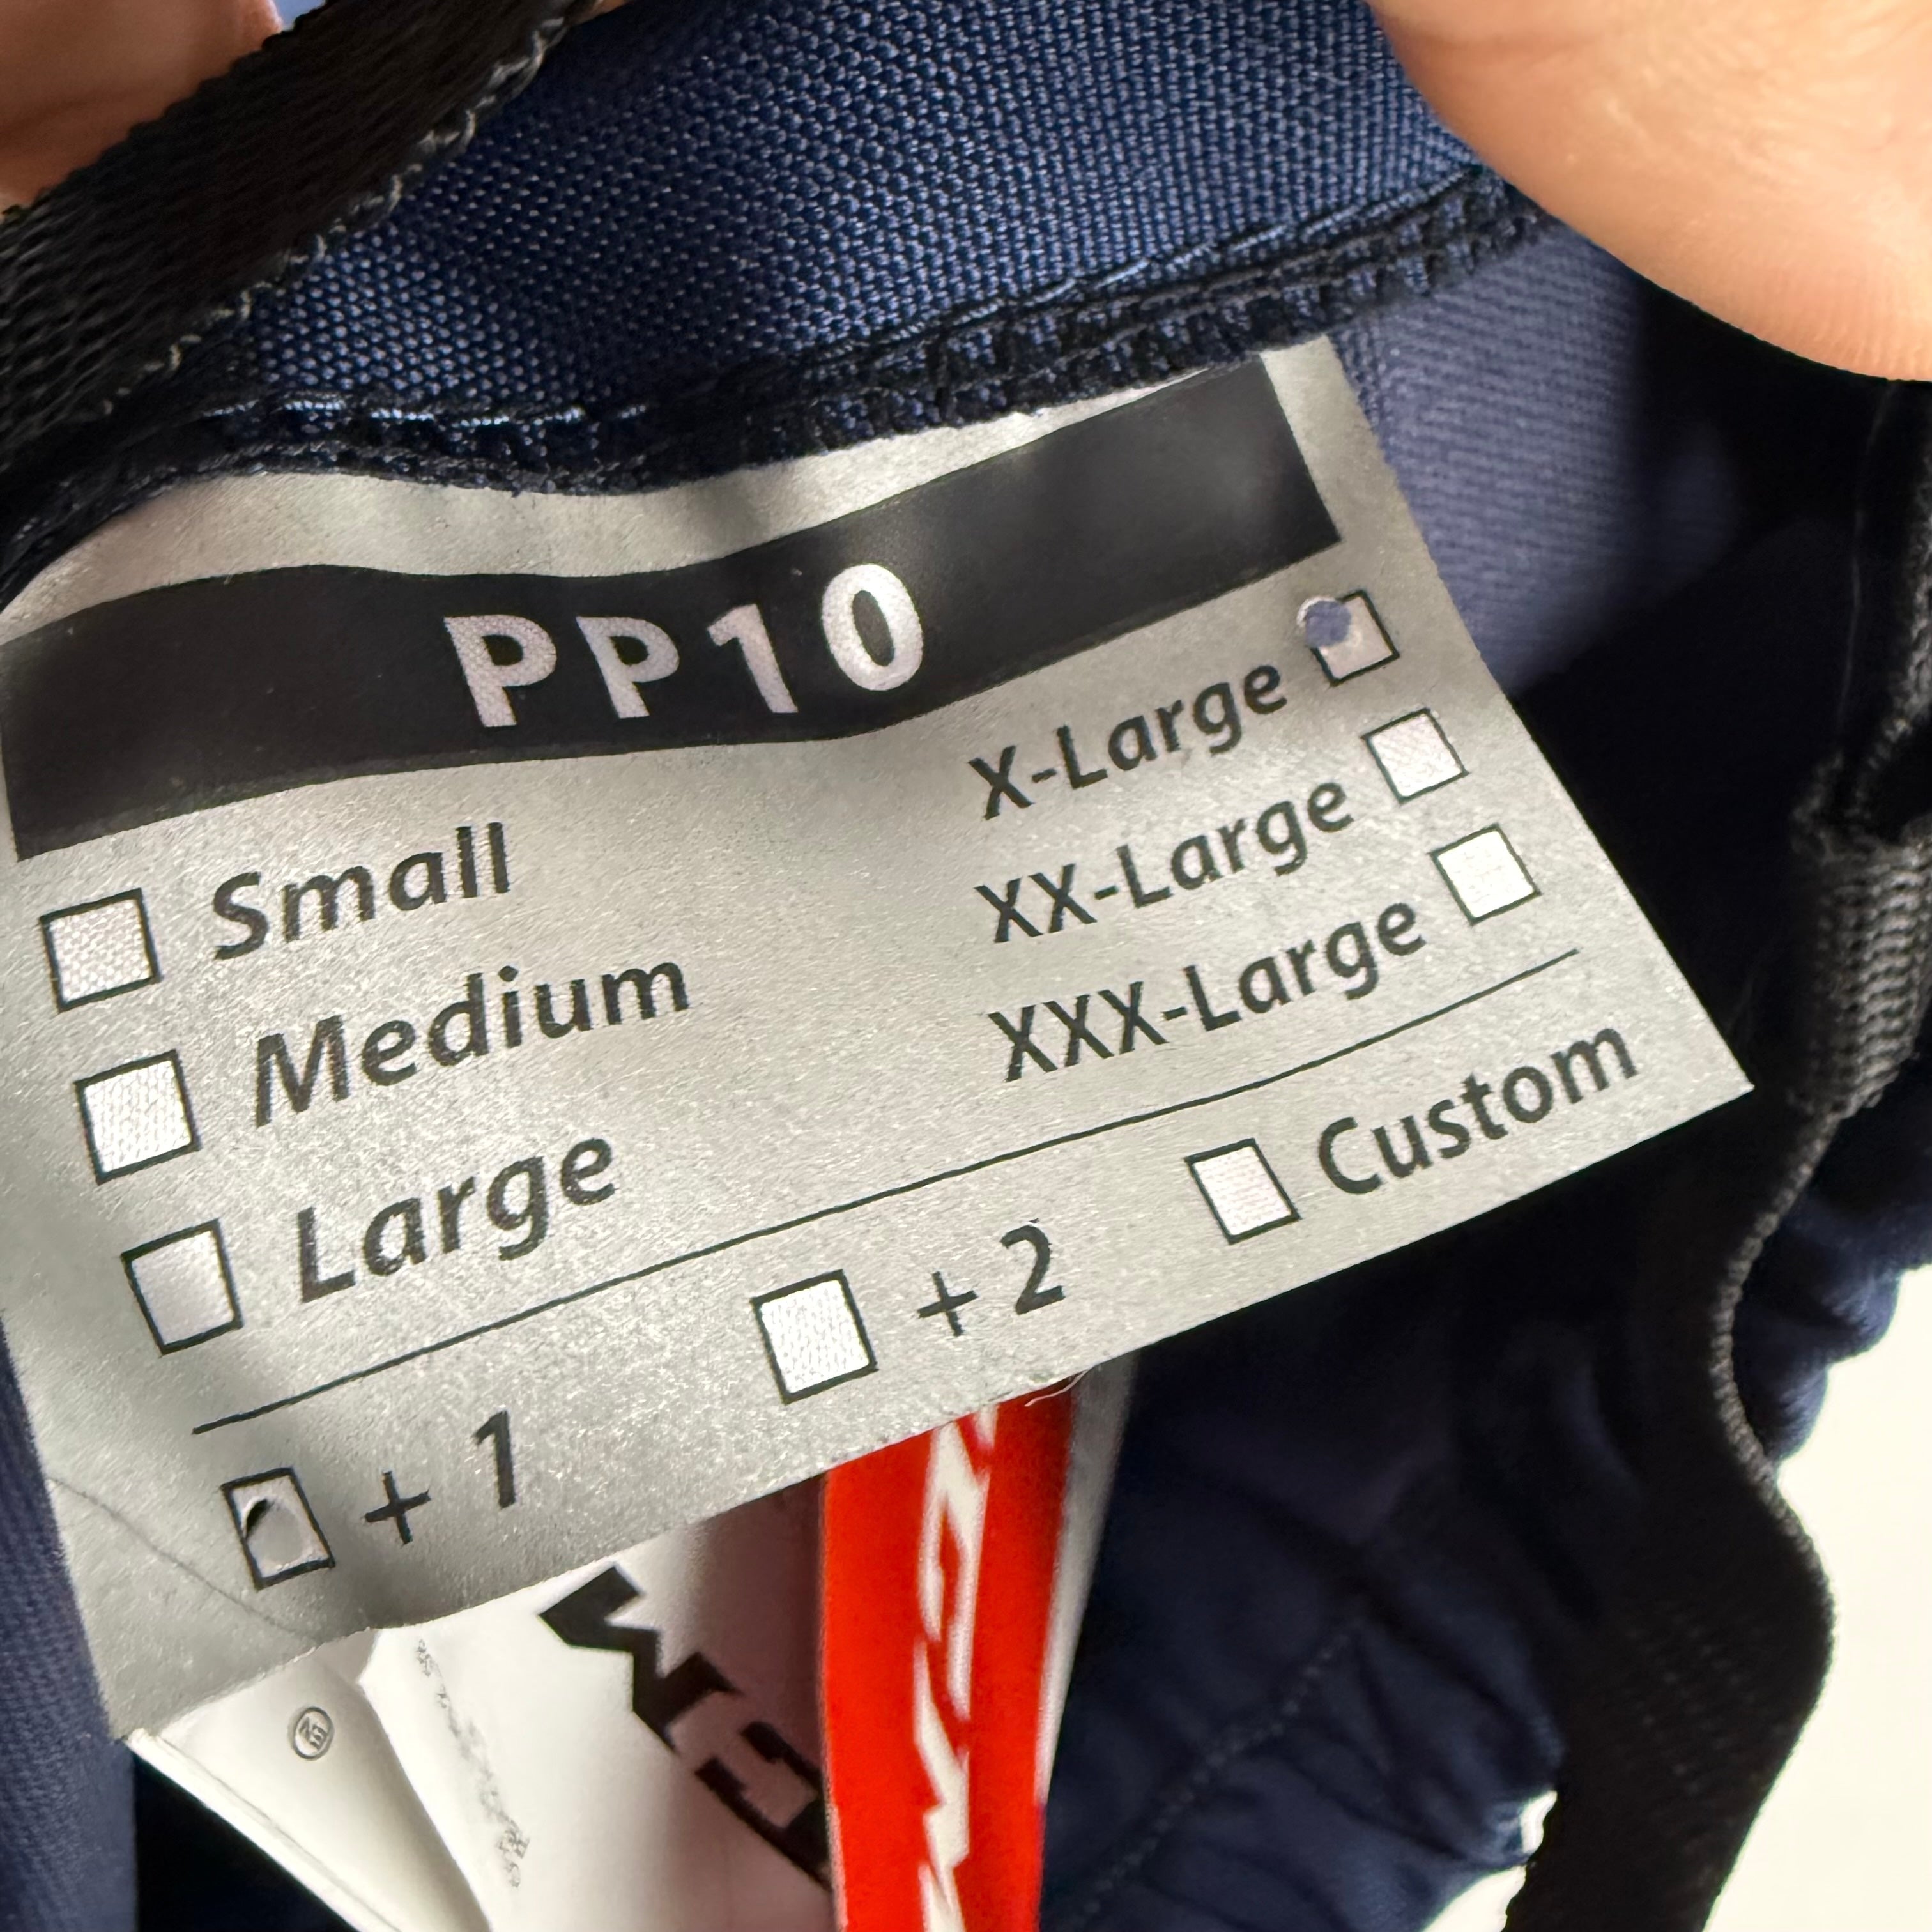 PP10
Small
Medium
Large
X-Large
XX-Large
XXX-Large
+ 1
+ 2
Custom